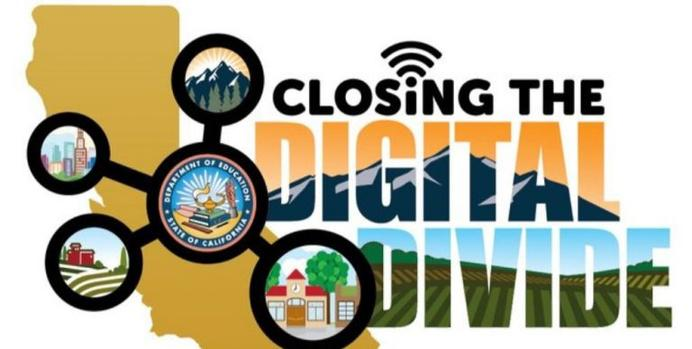 CLOSiNG THE
DIGITAL
DIVIDE
DEPARTMENT OF EDUCATION
STATE OF CALIFORNIA